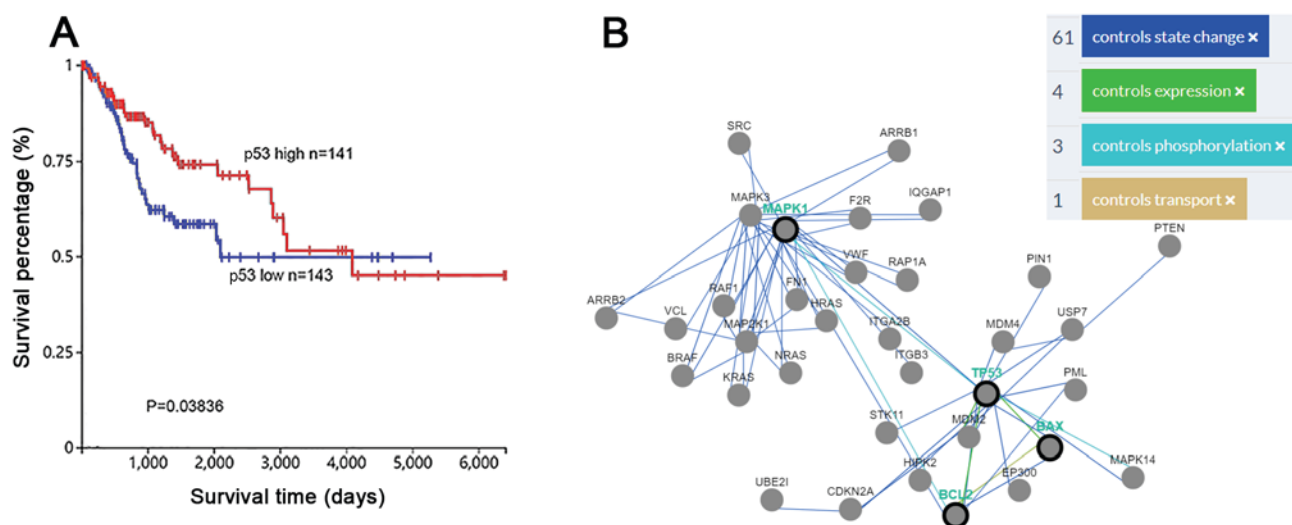 A
Survival percentage (%)
1
0.75
0.5
0.25
0
p53 high n=141
p53 low n=143
P=0.03836
1,000 2,000 3,000 4,000 5,000 6,000
Survival time (days)
B
61 controls state change ×
4 controls expression ×
3 controls phosphorylation ×
1 controls transport ×
SRC
ARRB1
MAPK3
MAPK1
F2R
IQGAP1
PTEN
VWF
RAP1A
PIN1
FN1
RAF1
HRAS
ARRB2
VCL
ITGA2B
MDM4
USP7
MAP2K1
ITGB3
BRAF
NRAS
KRAS
TP53
PML
STK11
MDM2
BAX
HIPK2
EP300
MAPK14
UBE2I
CDKN2A
BCL2